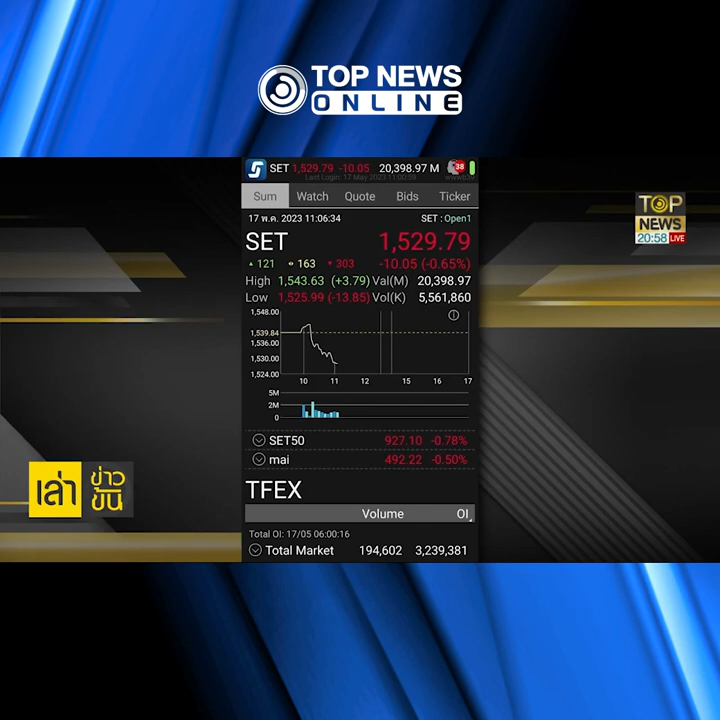 TOP NEWS
ONLINE
SET 1,529.79 -10.05 20,398.97 M 38
Sum Watch Quote Bids Ticker
17 พ.ค. 2023 11:06:34 SET : Open1
SET 1,529.79
121 163 303 -10.05 (-0.65%)
High 1,543.63 (+3.79) Val(M) 20,398.97
Low 1,525.99 (-13.85) Vol(K) 5,561,860
1,548.00
1,539.84
1,536.00
1,530.00
1,524.00
10 11 12 15 16 17
5M
2M
0
SET50 927.10 -0.78%
mai 492.22 -0.50%
TFEX
Volume OI
Total OI: 17/05 06:00:16
Total Market 194,602 3,239,381
TOP
NEWS
20:58 LIVE
เล่า ข่าว
ข้น